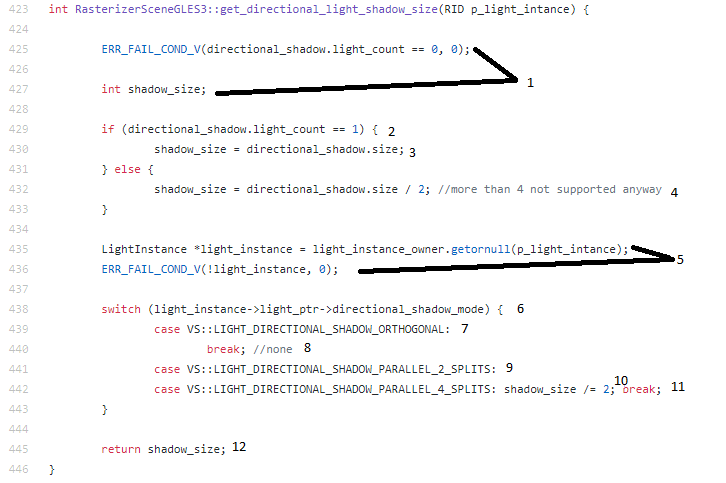 423 int RasterizerSceneGLES3::get_directional_light_shadow_size(RID p_light_intance) {
424
425 ERR_FAIL_COND_V(directional_shadow.light_count == 0, 0);
426
427 int shadow_size; 1
428
429 if (directional_shadow.light_count == 1) { 2
430 shadow_size = directional_shadow.size; 3
431 } else {
432 shadow_size = directional_shadow.size / 2; //more than 4 not supported anyway 4
433 }
434
435 LightInstance *light_instance = light_instance_owner.getornull(p_light_intance);
436 ERR_FAIL_COND_V(!light_instance, 0); 5
437
438 switch (light_instance->light_ptr->directional_shadow_mode) { 6
439 case VS::LIGHT_DIRECTIONAL_SHADOW_ORTHOGONAL: 7
440 break; //none 8
441 case VS::LIGHT_DIRECTIONAL_SHADOW_PARALLEL_2_SPLITS: 9
442 case VS::LIGHT_DIRECTIONAL_SHADOW_PARALLEL_4_SPLITS: shadow_size /= 2; 10 break; 11
443 }
444
445 return shadow_size; 12
446 }